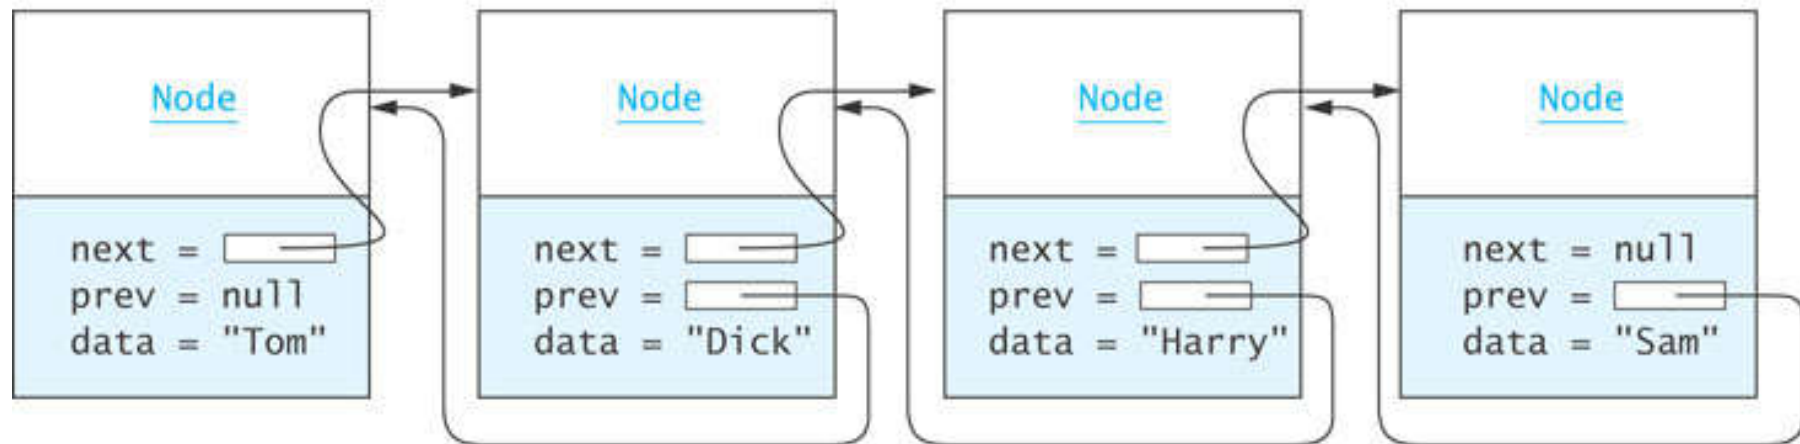 Node
next =
prev = null
data = "Tom"
Node
next =
prev =
data = "Dick"
Node
next =
prev =
data = "Harry"
Node
next = null
prev =
data = "Sam"